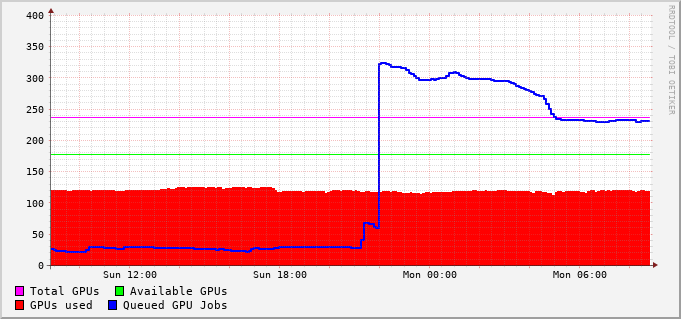 400
350
300
250
200
150
100
50
0
Sun 12:00 Sun 18:00 Mon 00:00 Mon 06:00
Total GPUs Available GPUs
GPUs used Queued GPU Jobs
RRDTOOL / TOBI OETIKER